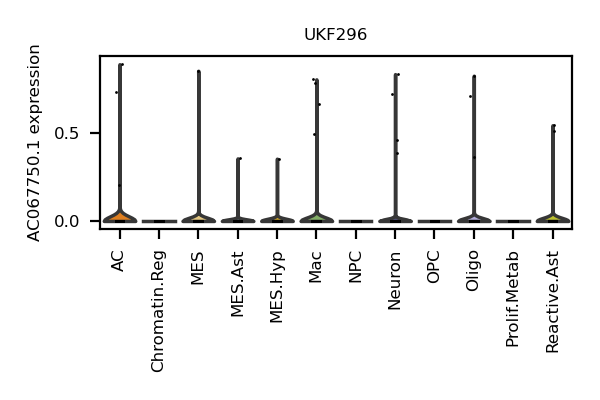 UKF296
AC067750.1 expression
0.5
0.0
AC
Chromatin.Reg
MES
MES.Ast
MES.Hyp
Mac
NPC
Neuron
OPC
Oligo
Prolif.Metab
Reactive.Ast